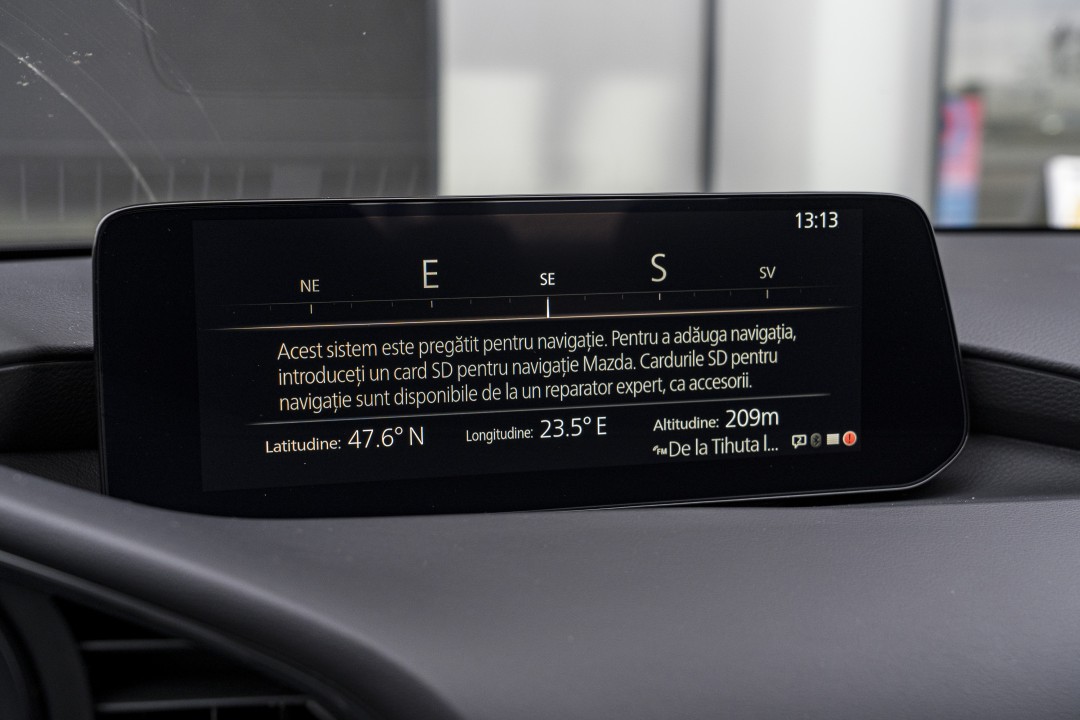 13:13
NE E SE S SV
Acest sistem este pregătit pentru navigație. Pentru a adăuga navigația,
introduceți un card SD pentru navigație Mazda. Cardurile SD pentru
navigație sunt disponibile de la un reparator expert, ca accesorii.
Latitudine: 47.6° N Longitudine: 23.5° E Altitudine: 209m
FM De la Tihuta l...